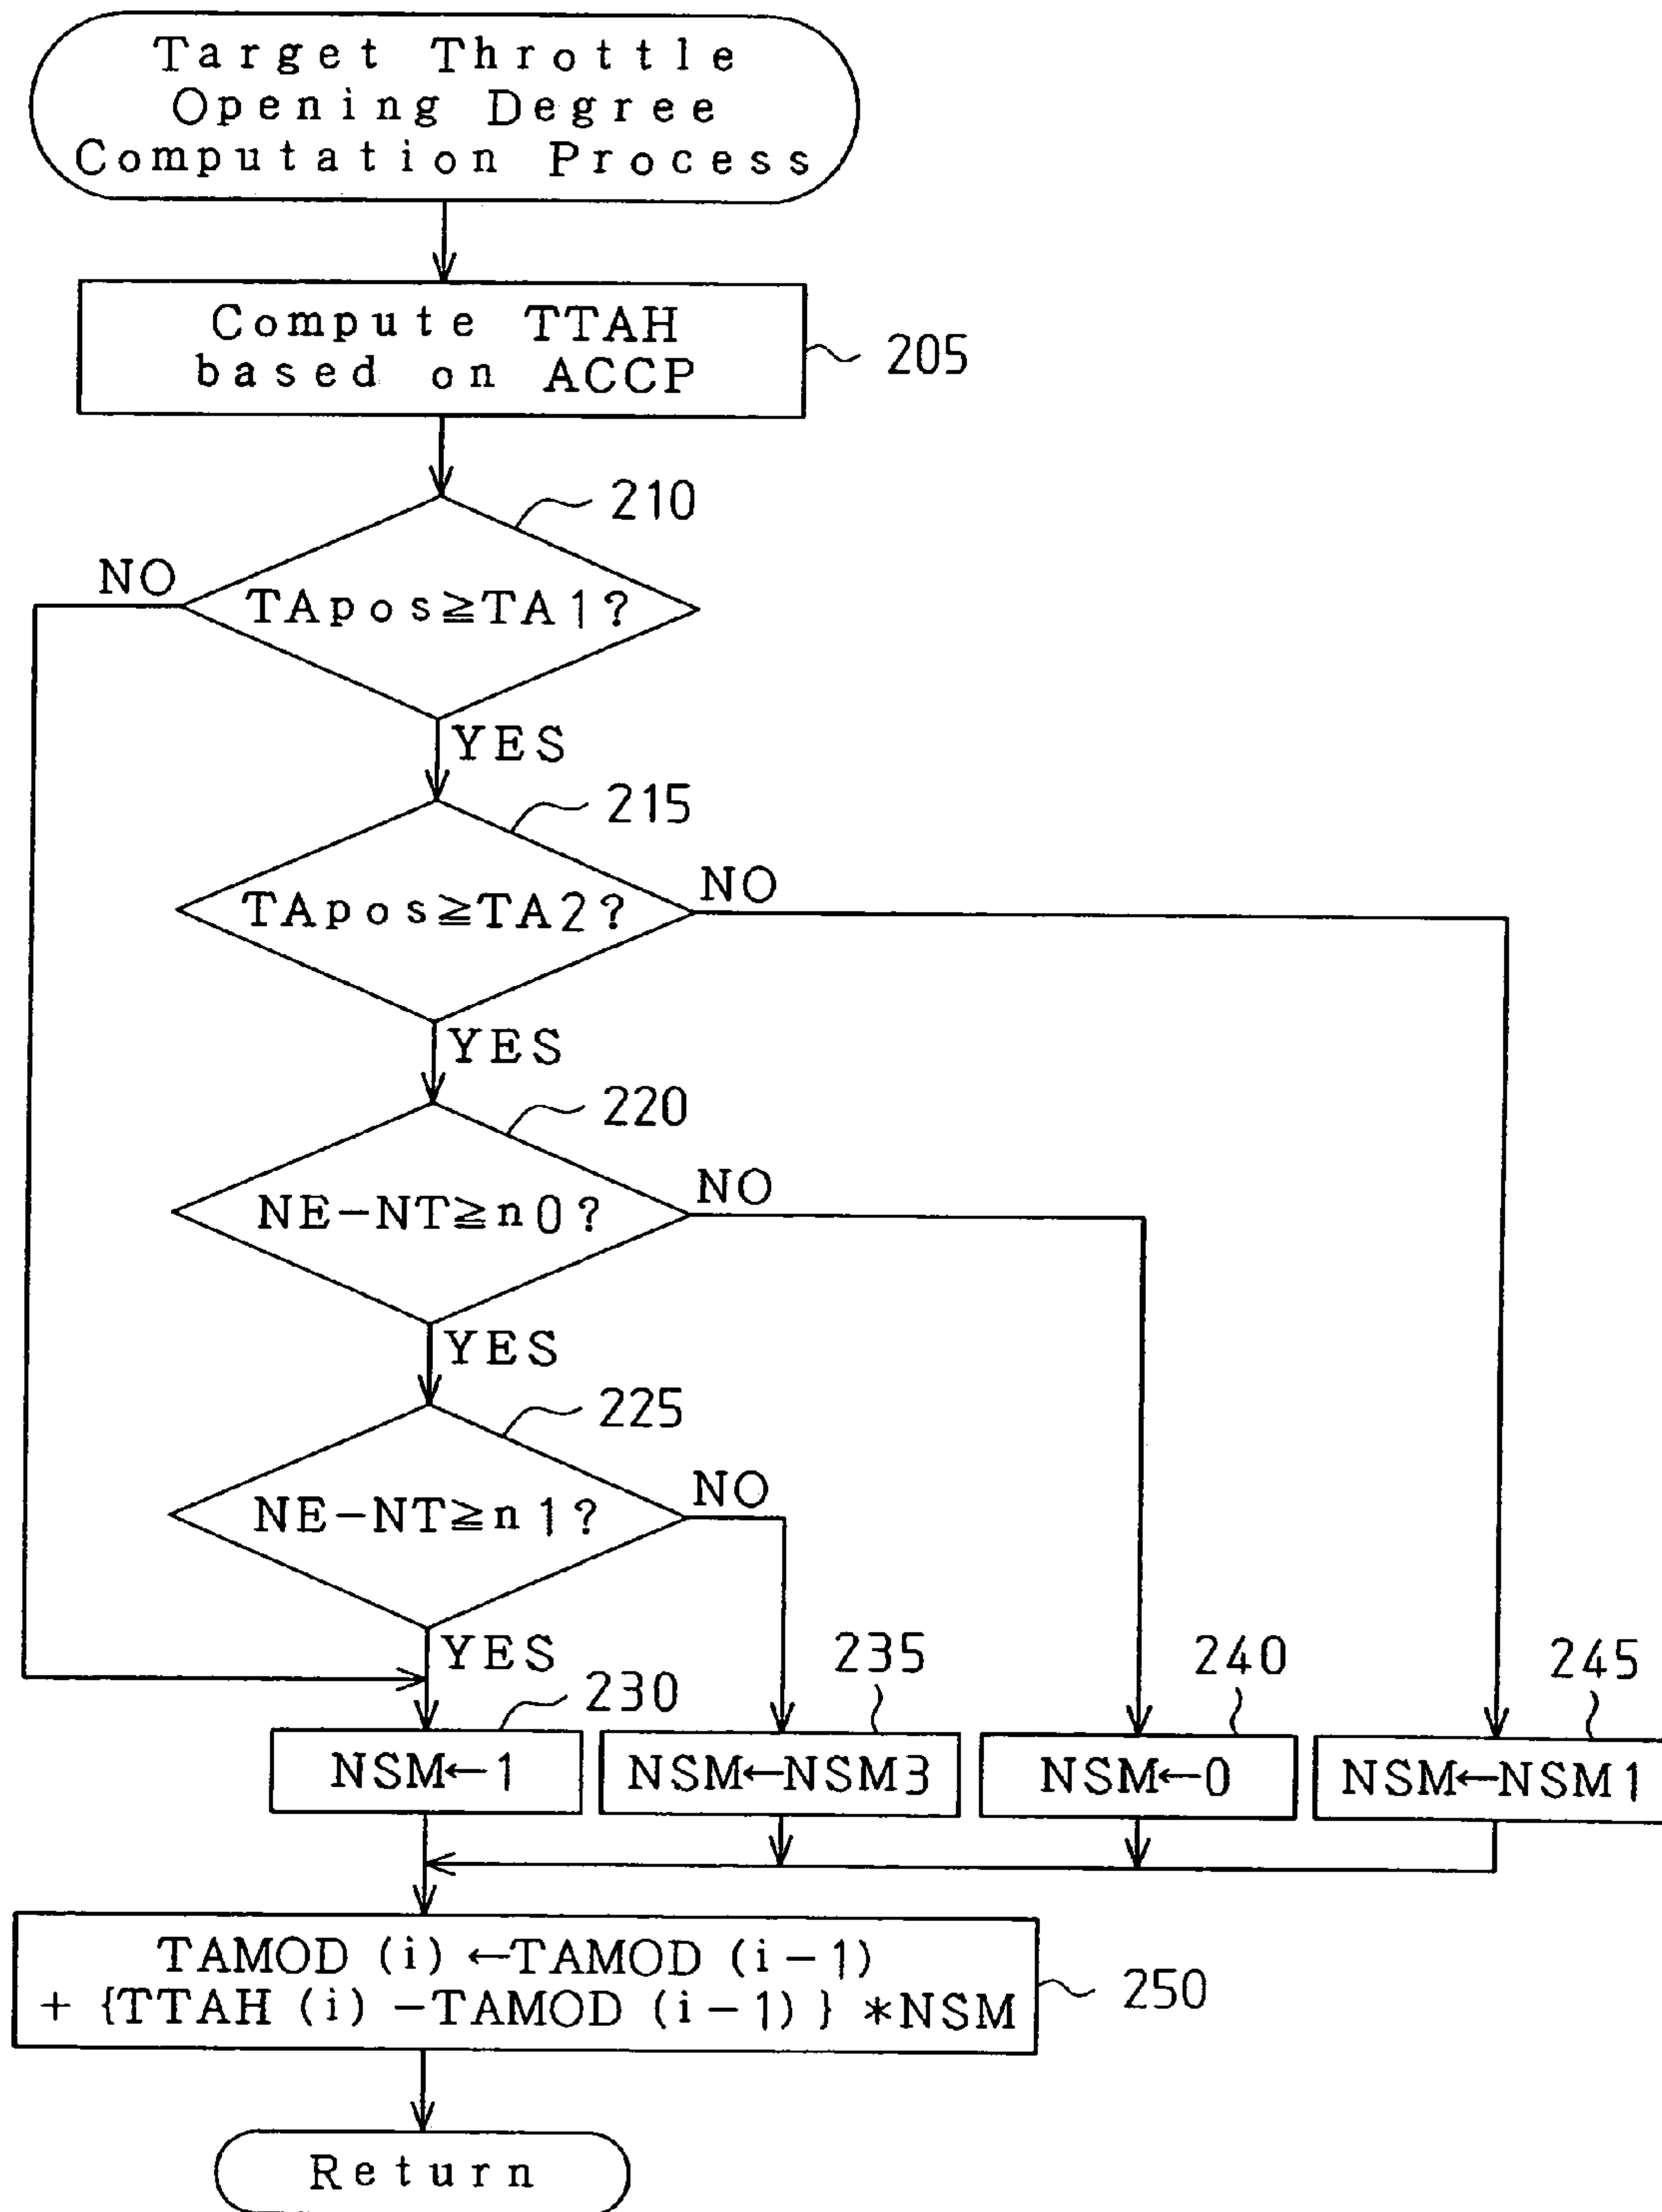 Target Throttle
Opening Degree
Computation Process
Compute TTAH
based on ACCP
205
210
NO
TApos≧TA1?
YES
215
NO
TApos≧TA2?
YES
220
NO
NE-NT≧n0?
YES
225
NO
NE-NT≧n1?
YES
230
235
240
245
NSM←1
NSM←NSM3
NSM←0
NSM←NSM1
TAMOD (i) ←TAMOD (i-1)
+ {TTAH (i) -TAMOD (i-1) } *NSM
250
Return